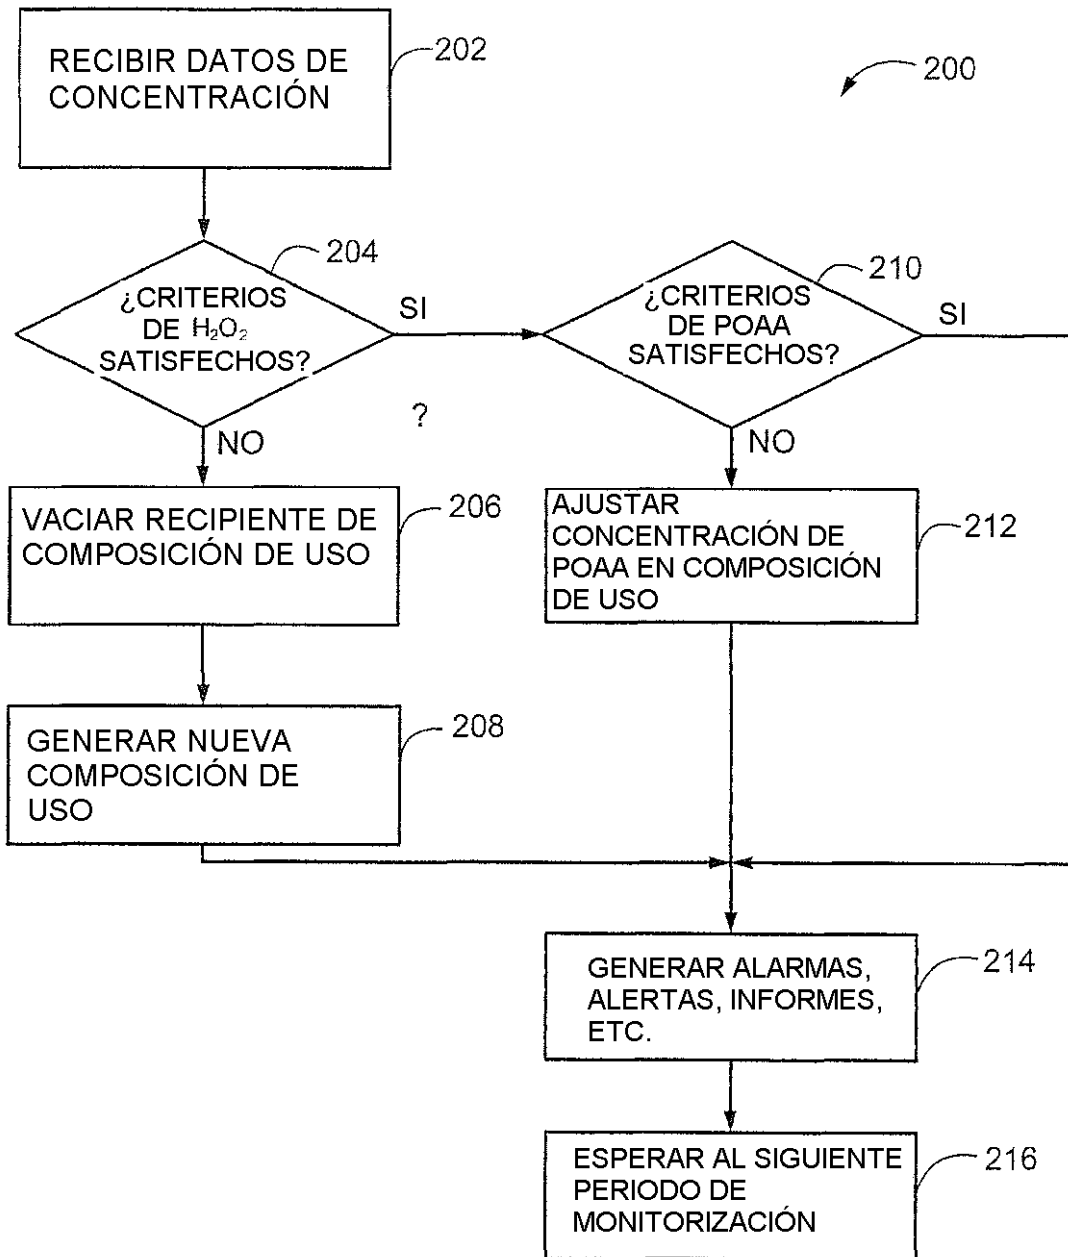 RECIBIR DATOS DE
CONCENTRACIÓN
202
200
204
¿CRITERIOS
DE H₂O₂
SATISFECHOS?
SI
210
¿CRITERIOS
DE POAA
SATISFECHOS?
SI
?
NO
NO
VACIAR RECIPIENTE DE
COMPOSICIÓN DE USO
206
AJUSTAR
CONCENTRACIÓN DE
POAA EN COMPOSICIÓN
DE USO
212
GENERAR NUEVA
COMPOSICIÓN DE
USO
208
GENERAR ALARMAS,
ALERTAS, INFORMES,
ETC.
214
ESPERAR AL SIGUIENTE
PERIODO DE
MONITORIZACIÓN
216